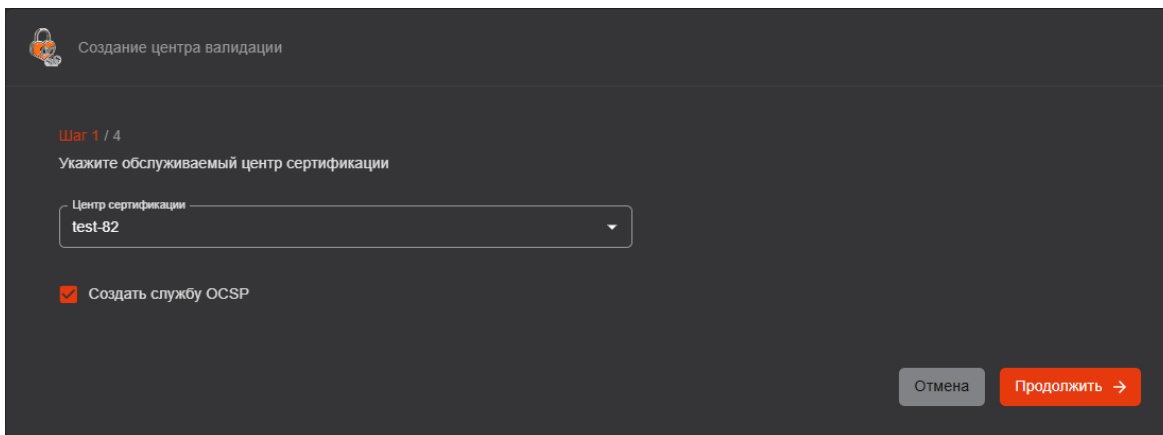 Создание центра валидации
Шаг 1 / 4
Укажите обслуживаемый центр сертификации
Центр сертификации
test-82
Создать службу OCSP
Отмена
Продолжить →